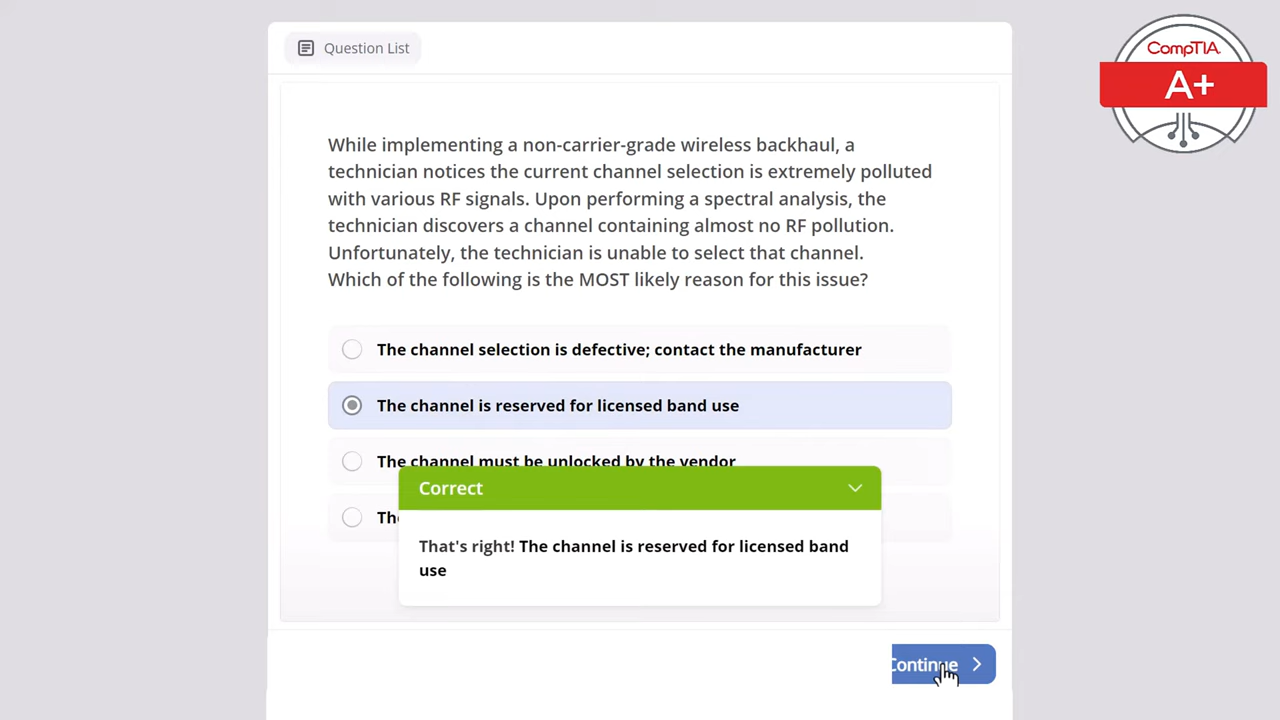 Question List
CompTIA.
A+
While implementing a non-carrier-grade wireless backhaul, a
technician notices the current channel selection is extremely polluted
with various RF signals. Upon performing a spectral analysis, the
technician discovers a channel containing almost no RF pollution.
Unfortunately, the technician is unable to select that channel.
Which of the following is the MOST likely reason for this issue?
The channel selection is defective; contact the manufacturer
The channel is reserved for licensed band use
The channel must be unlocked by the vendor
Correct
That's right! The channel is reserved for licensed band
use
Continue